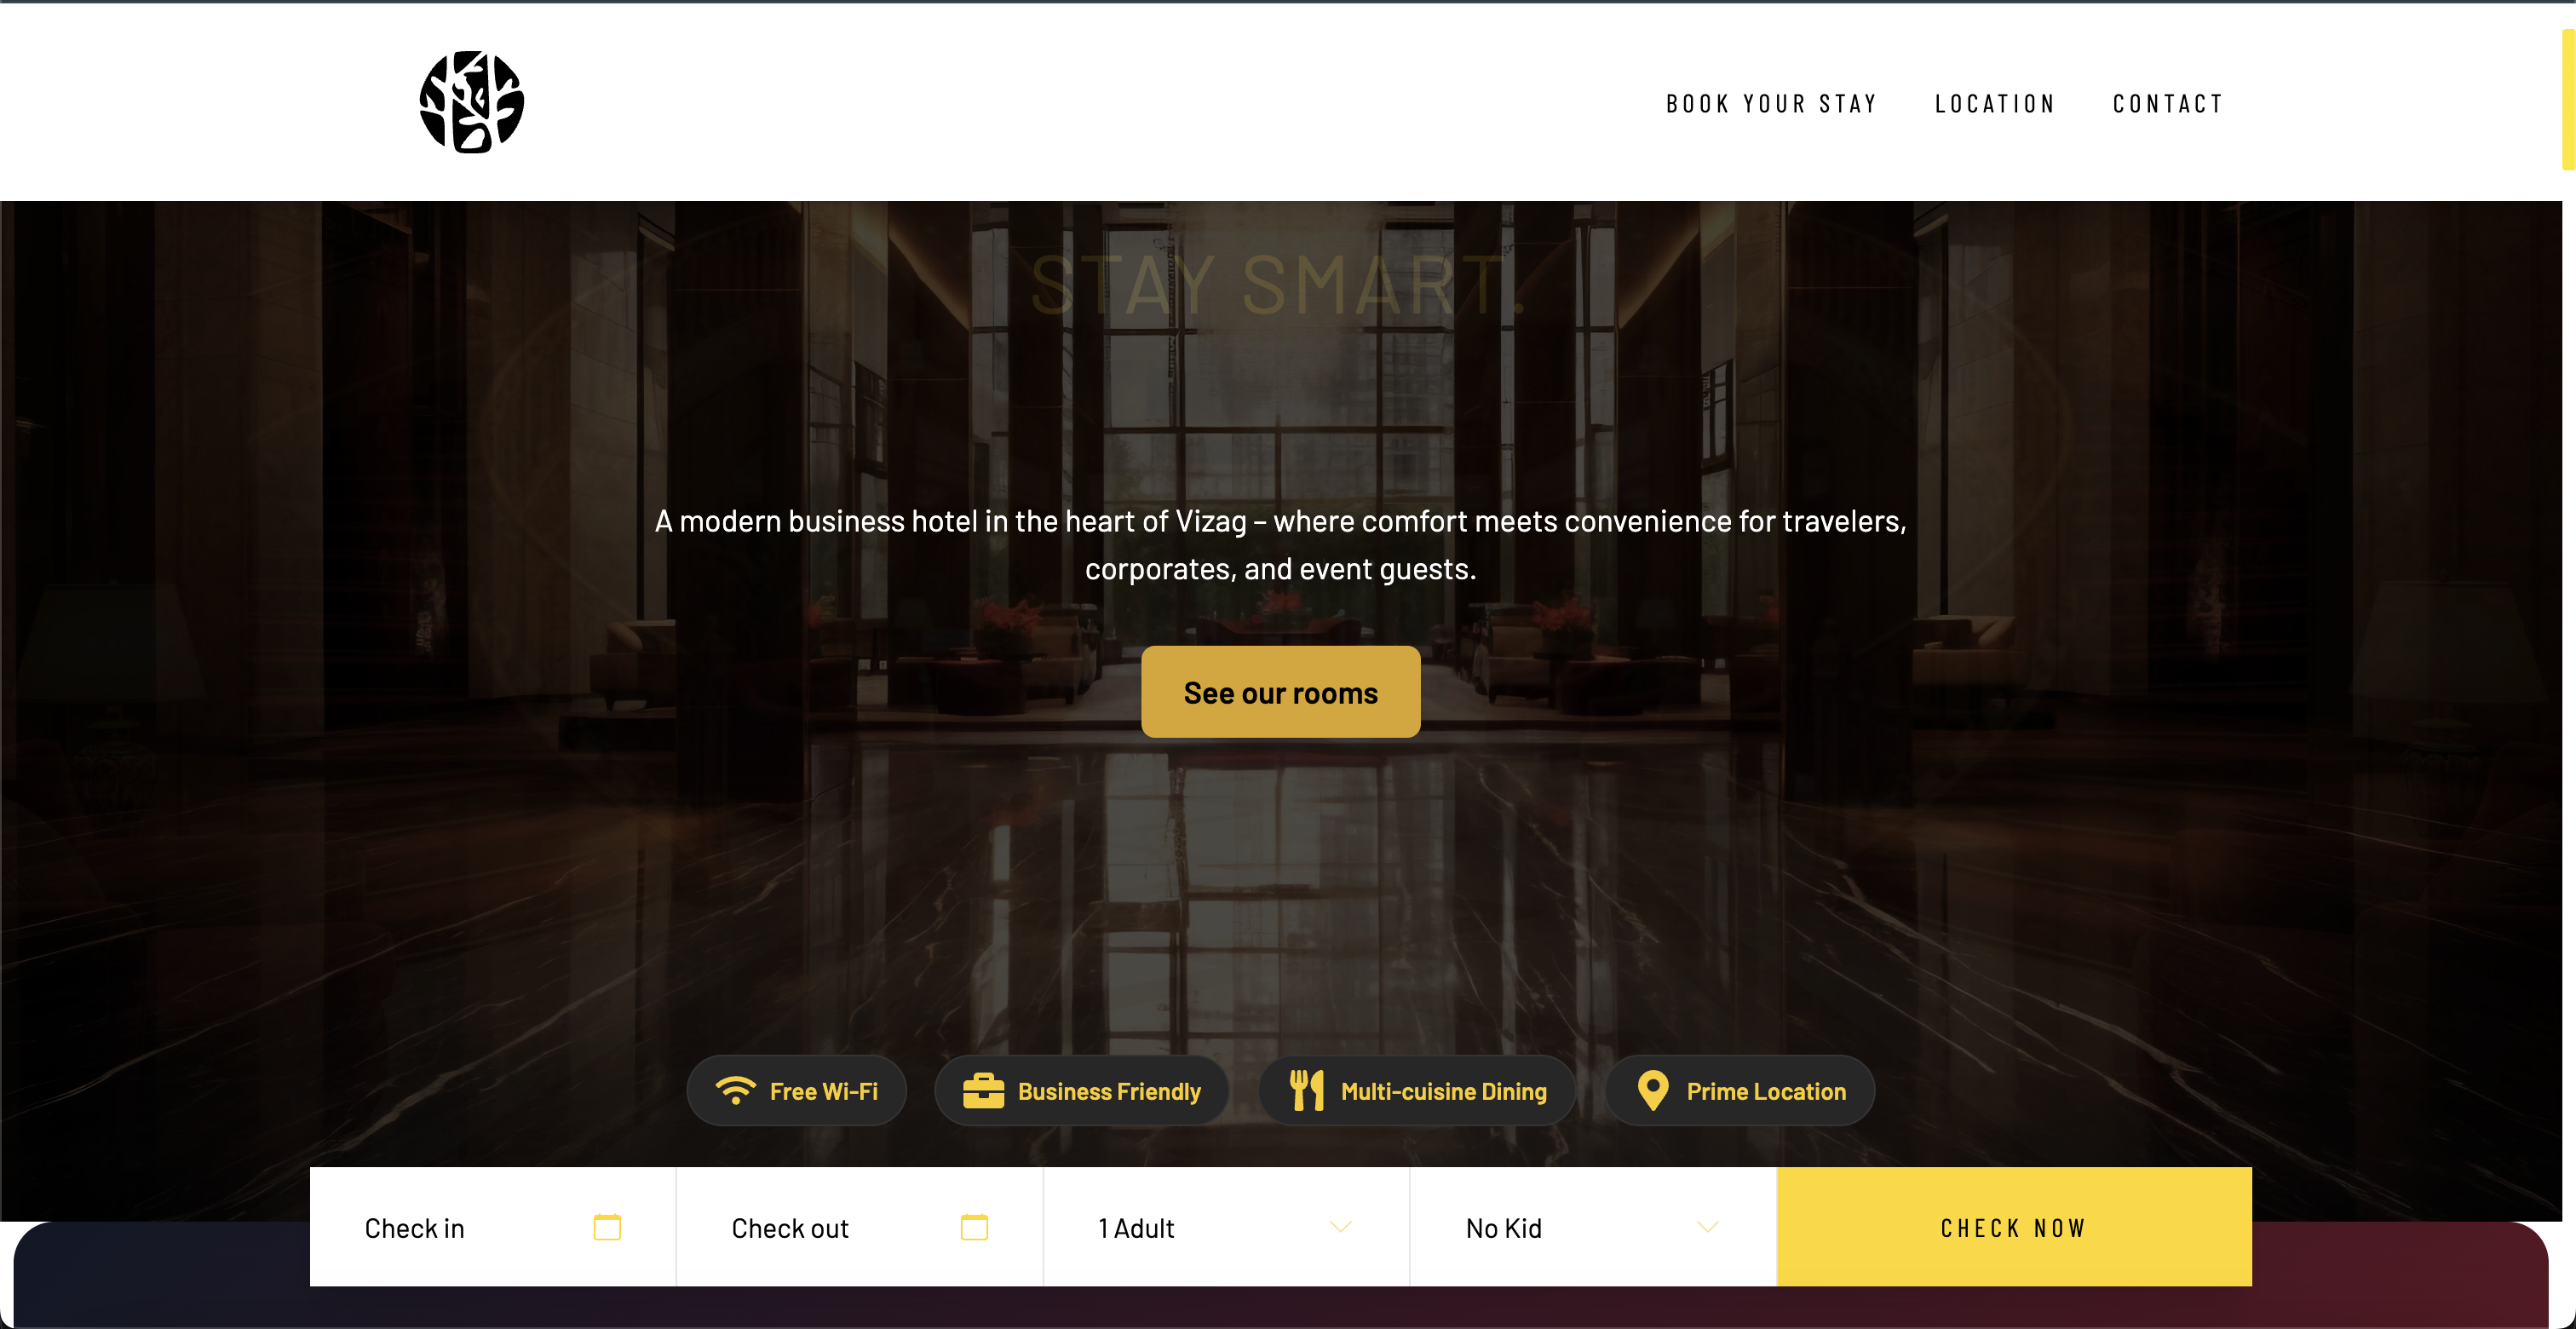 BOOK YOUR STAY LOCATION CONTACT
STAY SMART.
A modern business hotel in the heart of Vizag – where comfort meets convenience for travelers,
corporates, and event guests.
See our rooms
Free Wi-Fi Business Friendly Multi-cuisine Dining Prime Location
Check in Check out 1 Adult No Kid CHECK NOW